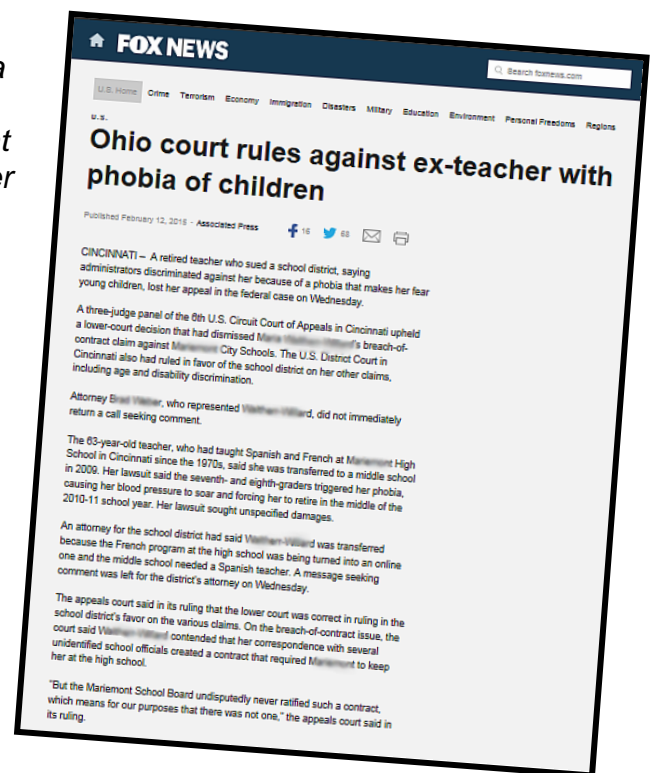 a
t
er
FOX NEWS
Search foxnews.com
U.S. Home Crime Terrorism Economy Immigration Disasters Military Education Environment Personal Freedoms Regions
U.S.
Ohio court rules against ex-teacher with
phobia of children
Published February 12, 2015 · Associated Press 16 68
CINCINNATI – A retired teacher who sued a school district, saying
administrators discriminated against her because of a phobia that makes her fear
young children, lost her appeal in the federal case on Wednesday.
A three-judge panel of the 6th U.S. Circuit Court of Appeals in Cincinnati upheld
a lower-court decision that had dismissed 's breach-of-
contract claim against City Schools. The U.S. District Court in
Cincinnati also had ruled in favor of the school district on her other claims,
including age and disability discrimination.
Attorney , who represented , did not immediately
return a call seeking comment.
The 63-year-old teacher, who had taught Spanish and French at High
School in Cincinnati since the 1970s, said she was transferred to a middle school
in 2009. Her lawsuit said the seventh- and eighth-graders triggered her phobia,
causing her blood pressure to soar and forcing her to retire in the middle of the
2010-11 school year. Her lawsuit sought unspecified damages.
An attorney for the school district had said was transferred
because the French program at the high school was being turned into an online
one and the middle school needed a Spanish teacher. A message seeking
comment was left for the district's attorney on Wednesday.
The appeals court said in its ruling that the lower court was correct in ruling in the
school district's favor on the various claims. On the breach-of-contract issue, the
court said contended that her correspondence with several
unidentified school officials created a contract that required to keep
her at the high school.
"But the Mariemont School Board undisputedly never ratified such a contract,
which means for our purposes that there was not one," the appeals court said in
its ruling.